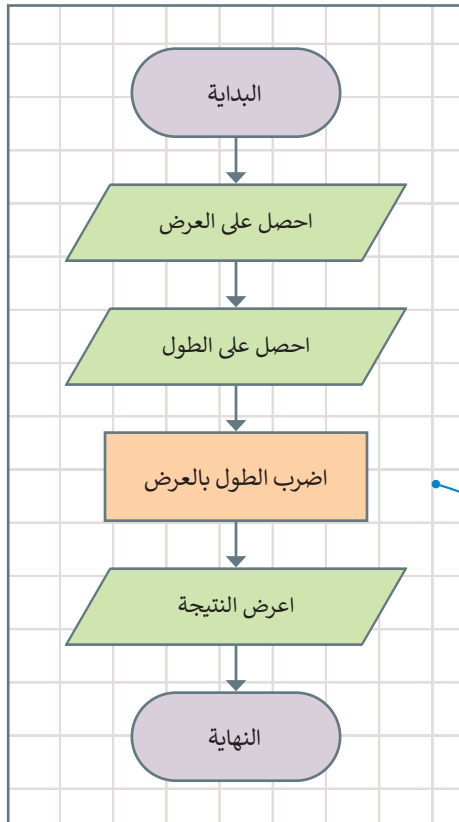 البداية
احصل على العرض
احصل على الطول
اضرب الطول بالعرض
اعرض النتيجة
النهاية